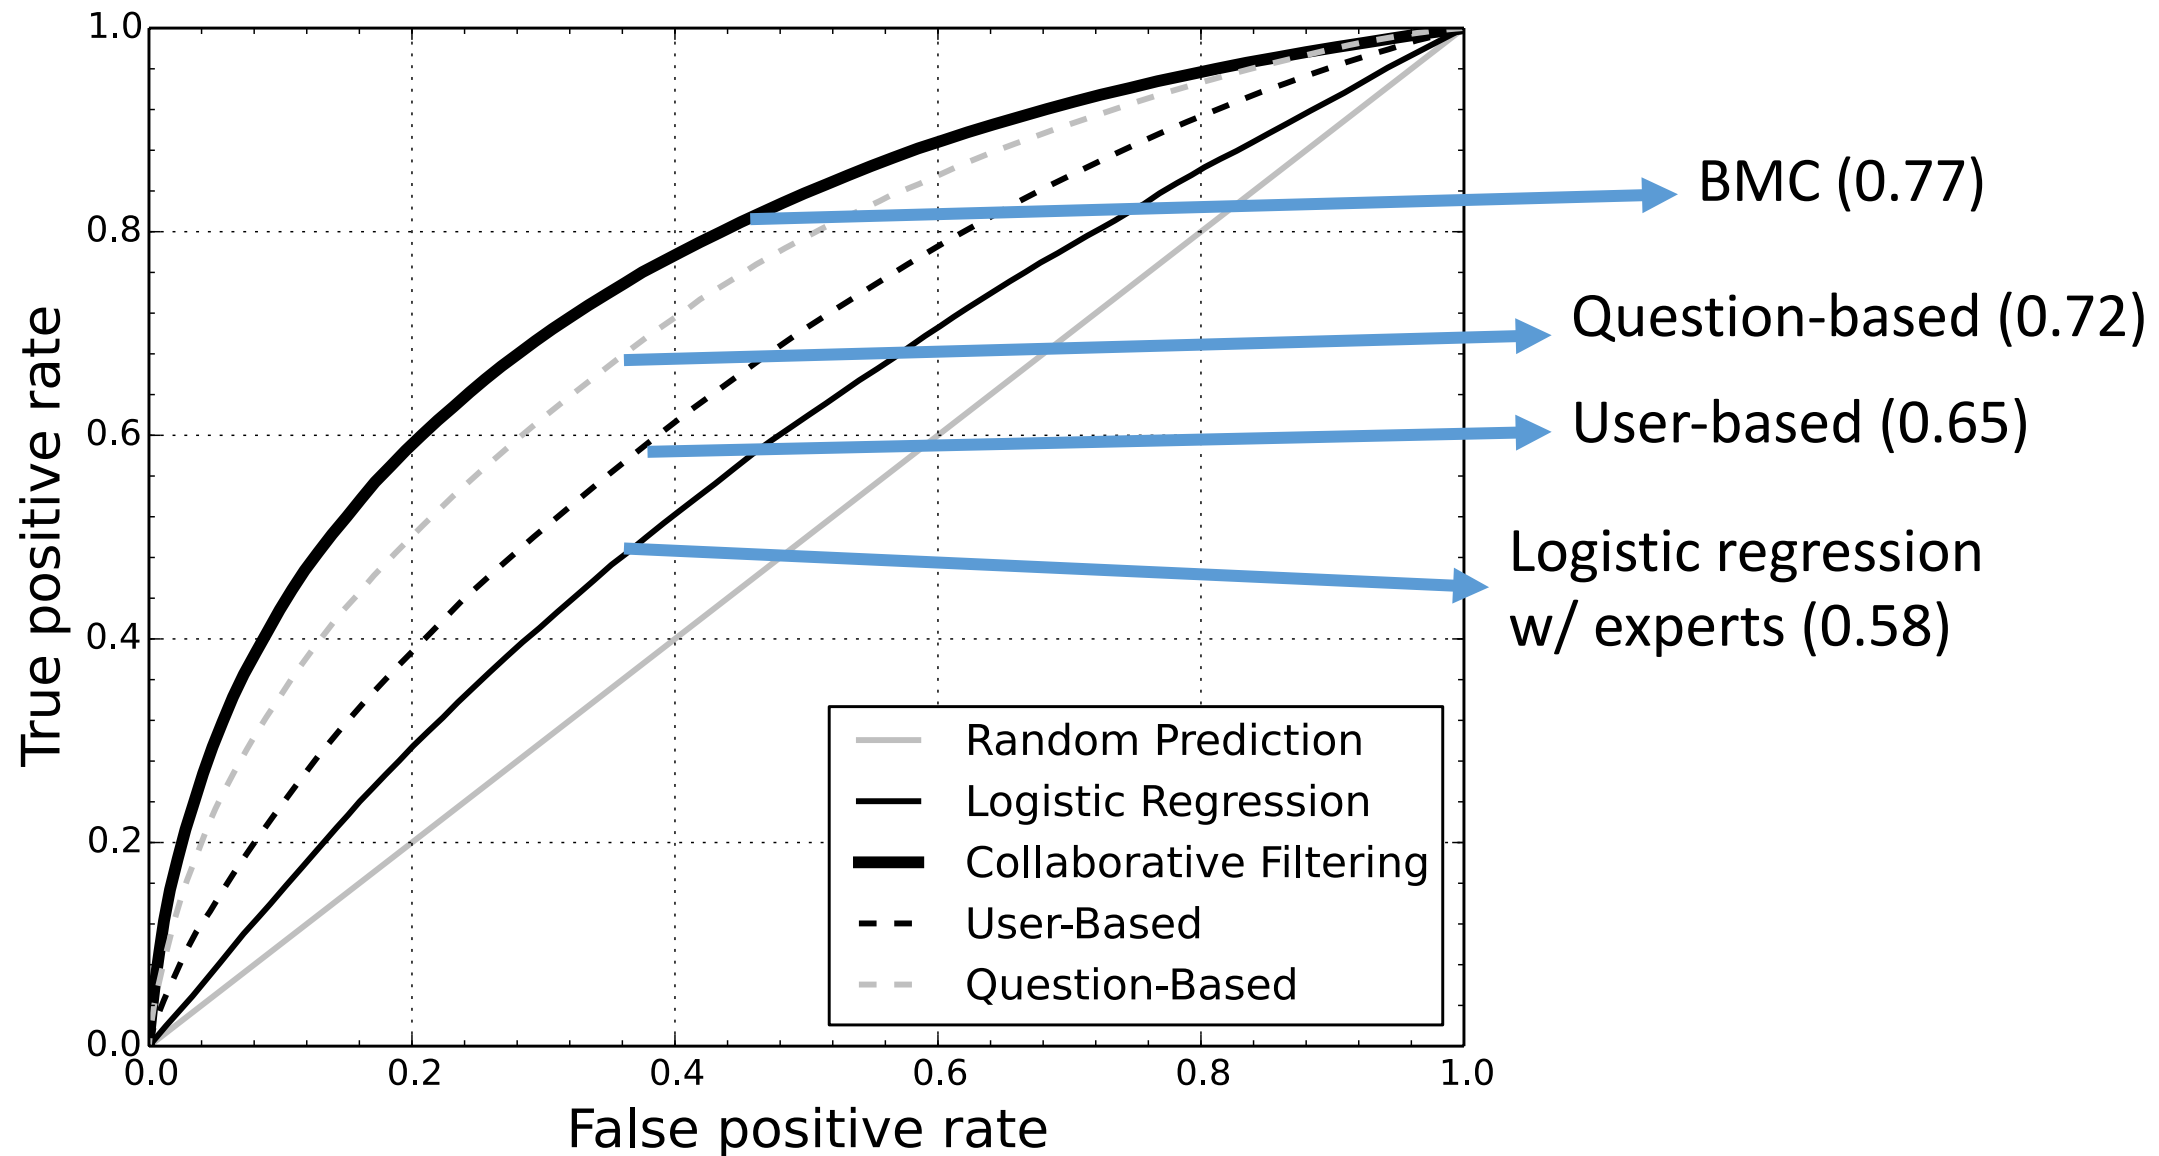 1.0
0.8
0.6
0.4
0.2
0.0
True positive rate
0.0 0.2 0.4 0.6 0.8 1.0
False positive rate
Random Prediction
Logistic Regression
Collaborative Filtering
User-Based
Question-Based
BMC (0.77)
Question-based (0.72)
User-based (0.65)
Logistic regression
w/ experts (0.58)